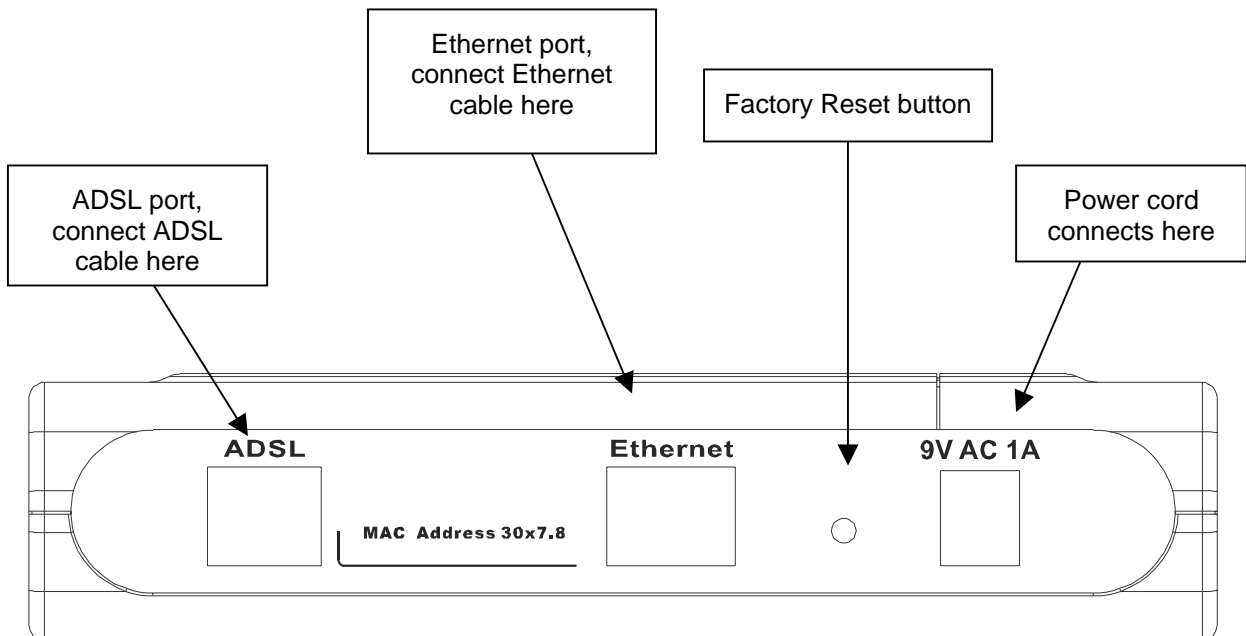 Ethernet port,
connect Ethernet
cable here
Factory Reset button
ADSL port,
connect ADSL
cable here
Power cord
connects here
ADSL
Ethernet
9V AC 1A
MAC Address 30x7.8